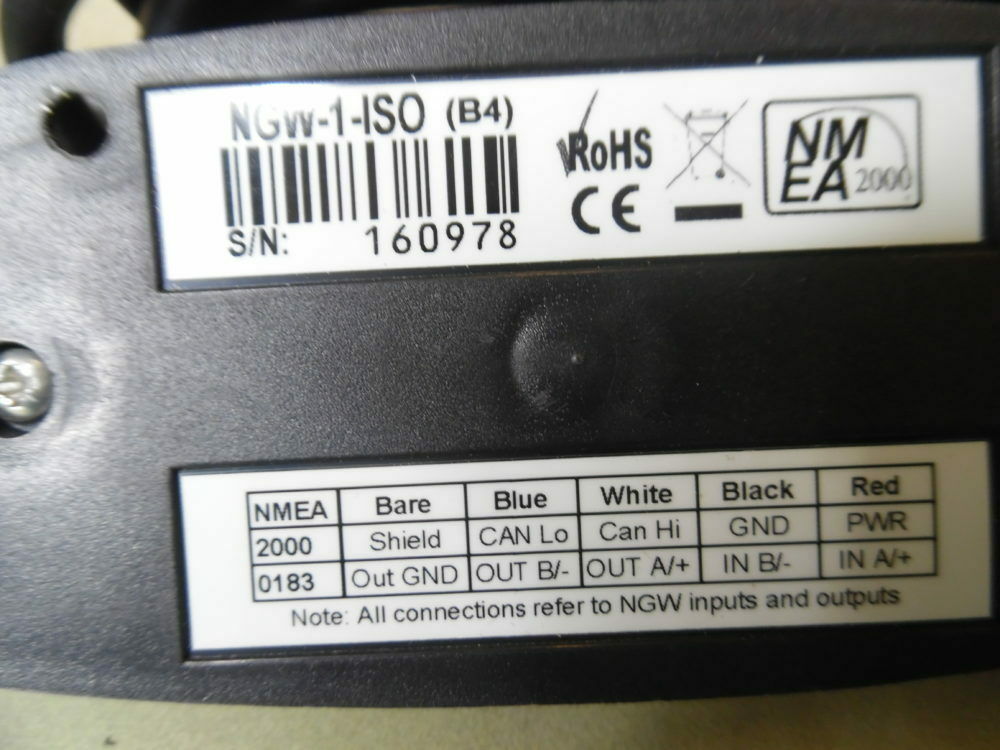 NGW-1-ISO (B4)
S/N: 160978
RoHS
CE
NMEA 2000
NMEA Bare Blue White Black Red
2000 Shield CAN Lo Can Hi GND PWR
0183 Out GND OUT B/- OUT A/+ IN B/- IN A/+
Note: All connections refer to NGW inputs and outputs